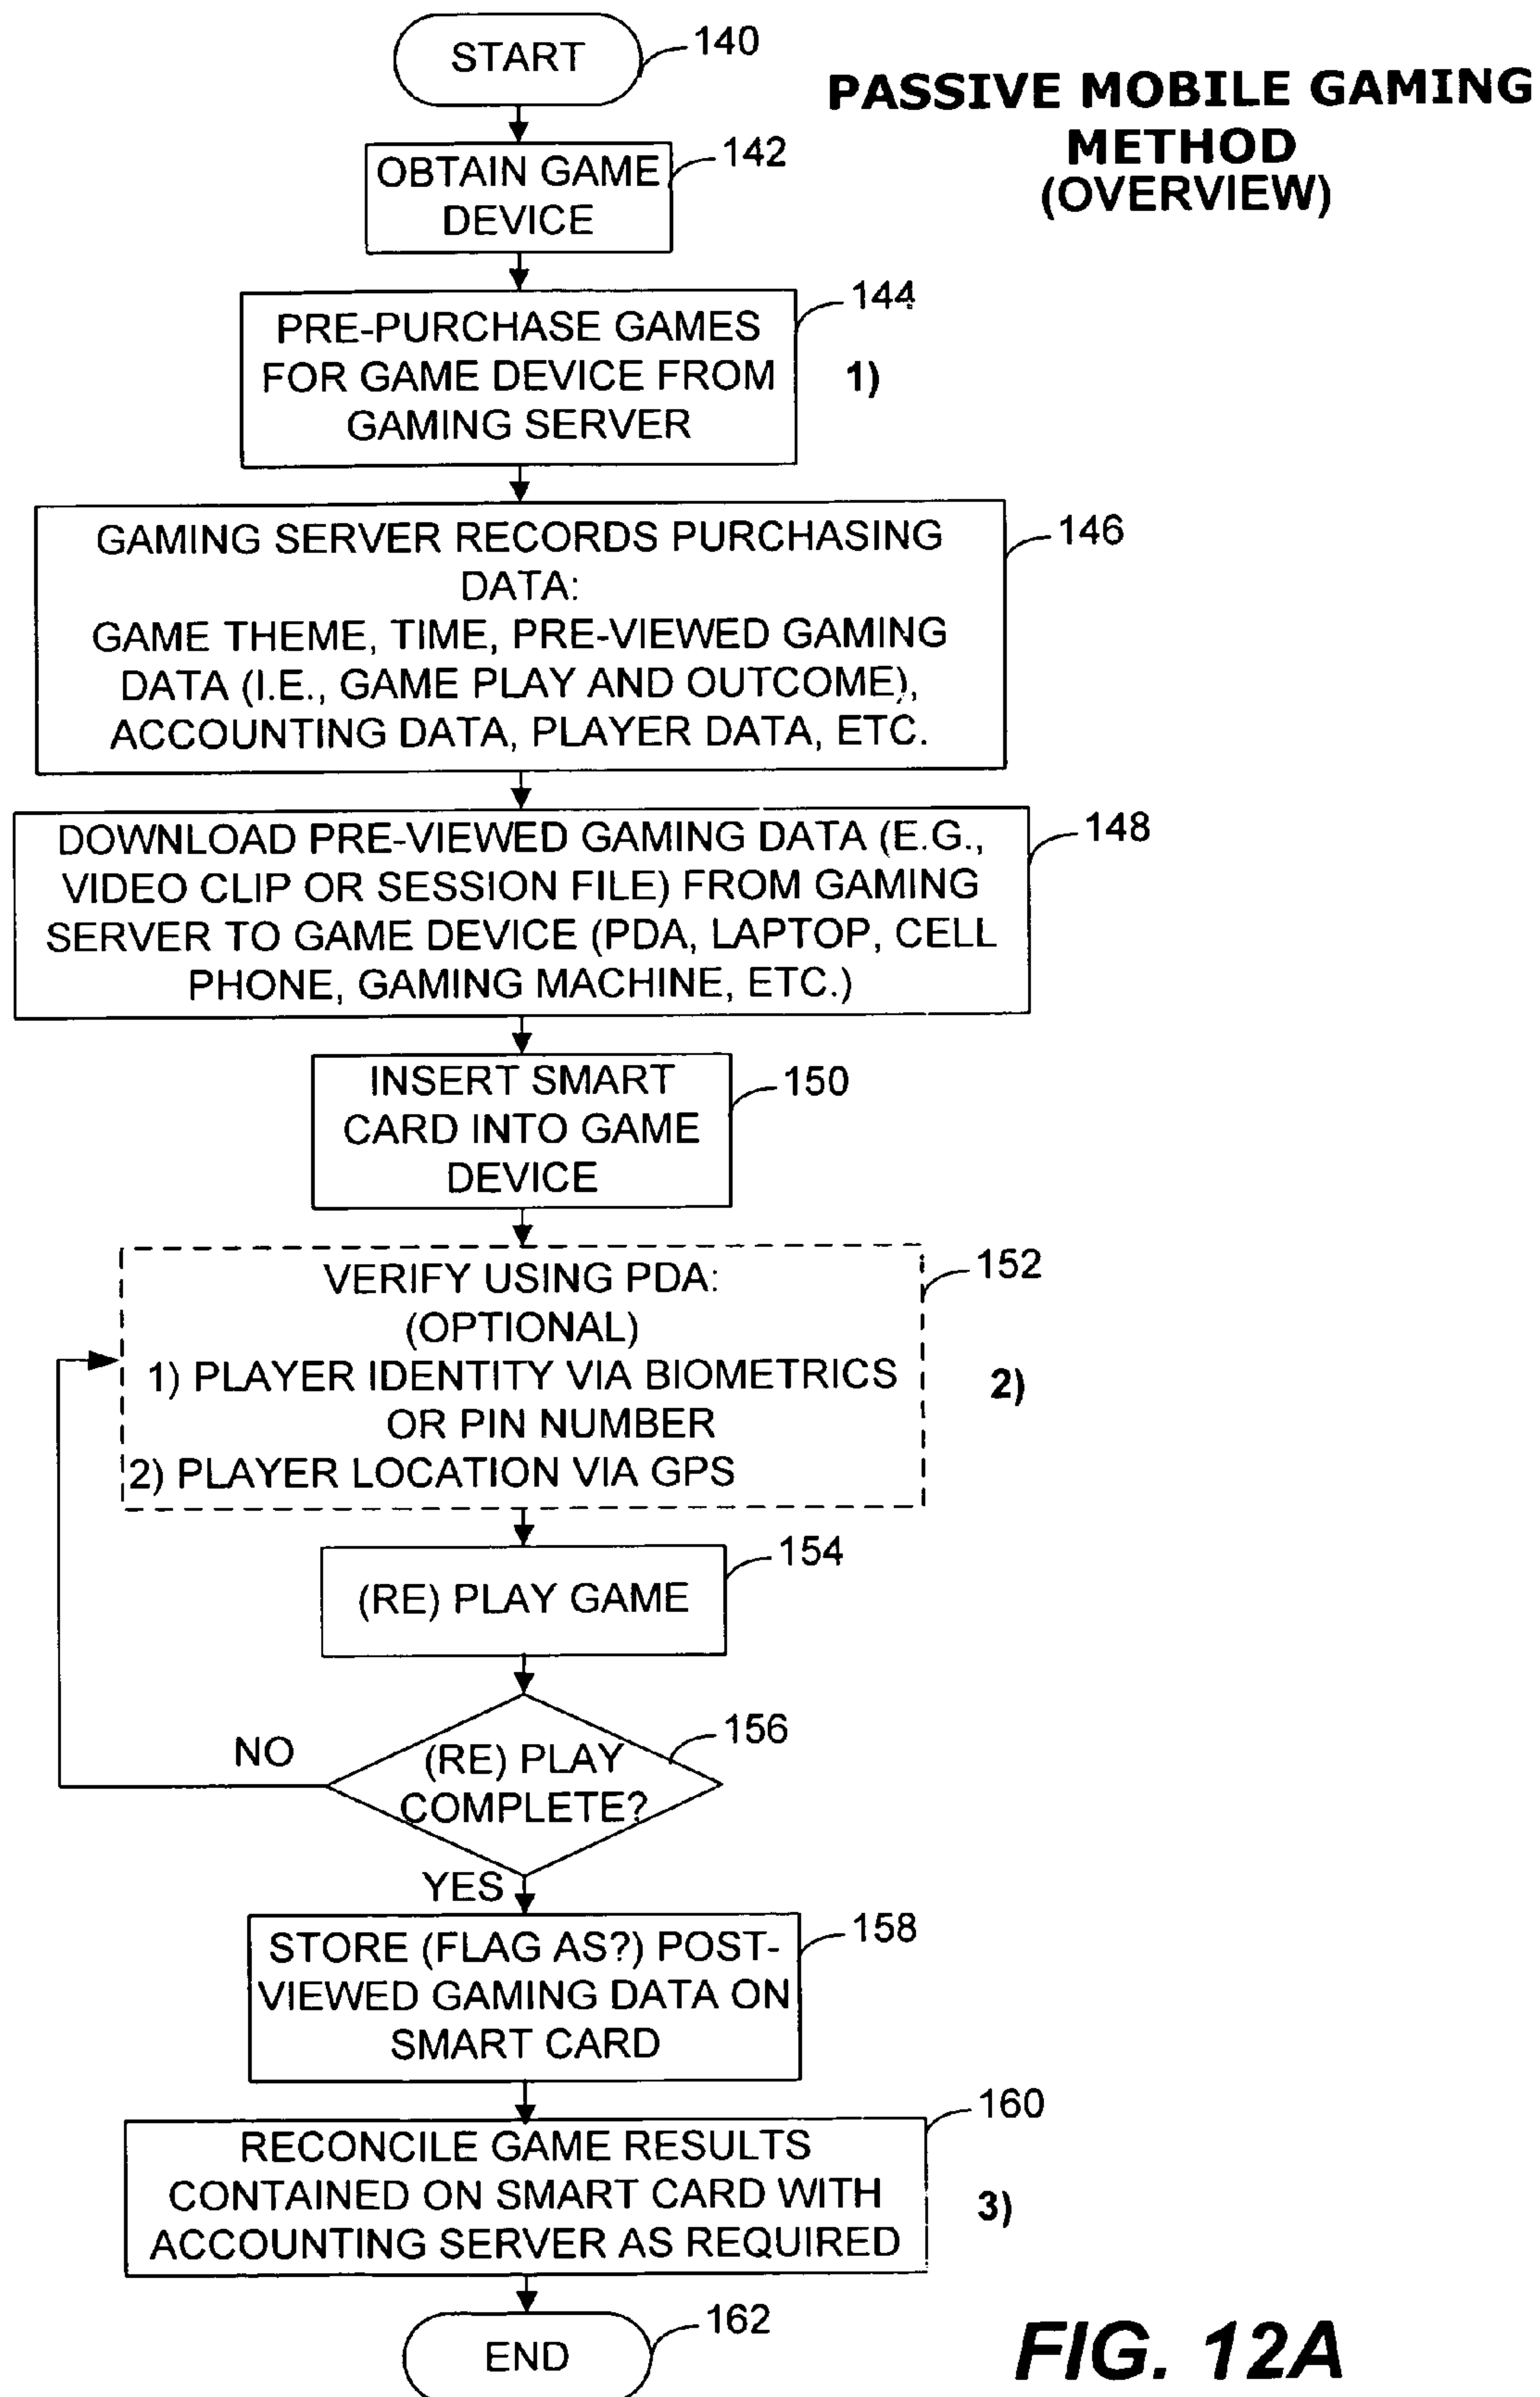 START
140
PASSIVE MOBILE GAMING
METHOD
(OVERVIEW)
OBTAIN GAME
DEVICE
142
PRE-PURCHASE GAMES
FOR GAME DEVICE FROM
GAMING SERVER
144
1)
GAMING SERVER RECORDS PURCHASING
DATA:
GAME THEME, TIME, PRE-VIEWED GAMING
DATA (I.E., GAME PLAY AND OUTCOME),
ACCOUNTING DATA, PLAYER DATA, ETC.
146
DOWNLOAD PRE-VIEWED GAMING DATA (E.G.,
VIDEO CLIP OR SESSION FILE) FROM GAMING
SERVER TO GAME DEVICE (PDA, LAPTOP, CELL
PHONE, GAMING MACHINE, ETC.)
148
INSERT SMART
CARD INTO GAME
DEVICE
150
VERIFY USING PDA:
(OPTIONAL)
1) PLAYER IDENTITY VIA BIOMETRICS
OR PIN NUMBER
2) PLAYER LOCATION VIA GPS
152
2)
(RE) PLAY GAME
154
(RE) PLAY
COMPLETE?
156
NO
YES
STORE (FLAG AS?) POST-
VIEWED GAMING DATA ON
SMART CARD
158
RECONCILE GAME RESULTS
CONTAINED ON SMART CARD WITH
ACCOUNTING SERVER AS REQUIRED
160
3)
END
162
FIG. 12A